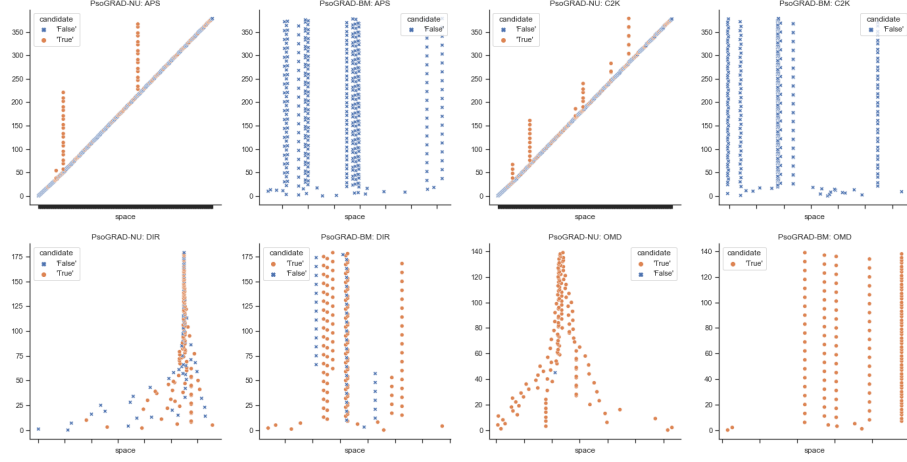 PsoGRAD-NU: APS
candidate
'False'
'True'
350
300
250
200
150
100
50
0
space
PsoGRAD-BM: APS
candidate
'False'
350
300
250
200
150
100
50
0
space
PsoGRAD-NU: C2K
candidate
'False'
'True'
350
300
250
200
150
100
50
0
space
PsoGRAD-BM: C2K
candidate
'False'
350
300
250
200
150
100
50
0
space
PsoGRAD-NU: DIR
candidate
'False'
'True'
175
150
125
100
75
50
25
0
space
PsoGRAD-BM: DIR
candidate
'True'
'False'
175
150
125
100
75
50
25
0
space
PsoGRAD-NU: OMD
candidate
'True'
'False'
140
120
100
80
60
40
20
0
space
PsoGRAD-BM: OMD
candidate
'True'
140
120
100
80
60
40
20
0
space